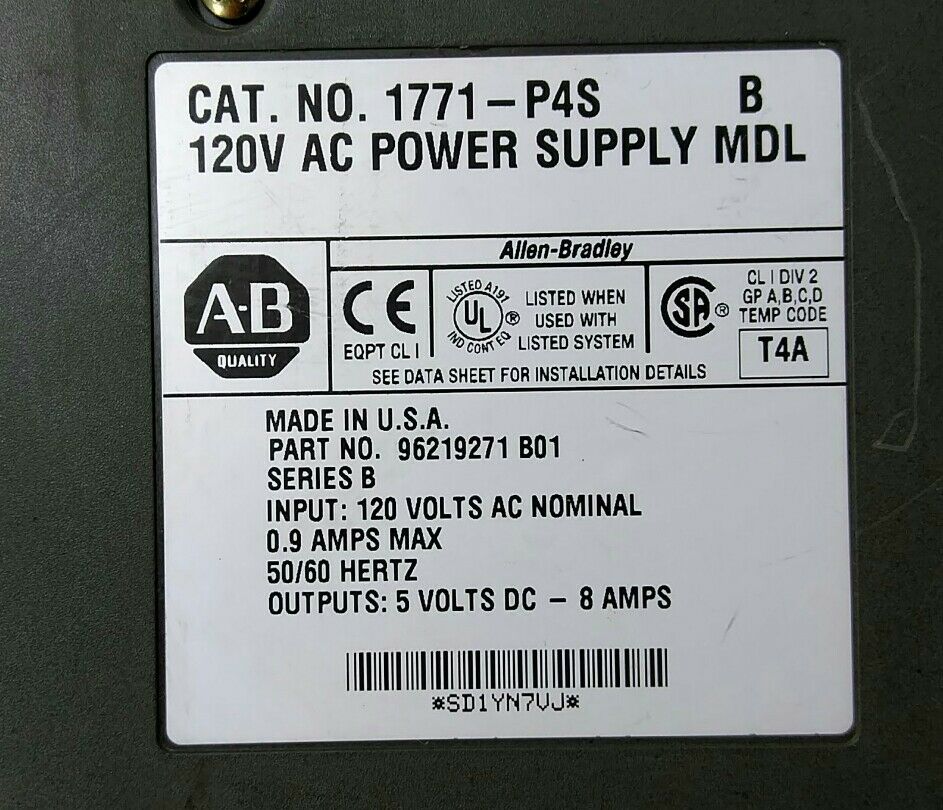 CAT. NO. 1771-P4S B
120V AC POWER SUPPLY MDL
Allen-Bradley
A-B
QUALITY
CE
EQPT CL I
LISTED A191
UL ®
IND CONT EQ
LISTED WHEN
USED WITH
LISTED SYSTEM
SA ®
CL I DIV 2
GP A,B,C,D
TEMP CODE
T4A
SEE DATA SHEET FOR INSTALLATION DETAILS
MADE IN U.S.A.
PART NO. 96219271 B01
SERIES B
INPUT: 120 VOLTS AC NOMINAL
0.9 AMPS MAX
50/60 HERTZ
OUTPUTS: 5 VOLTS DC - 8 AMPS
*SD1YN7VJ*